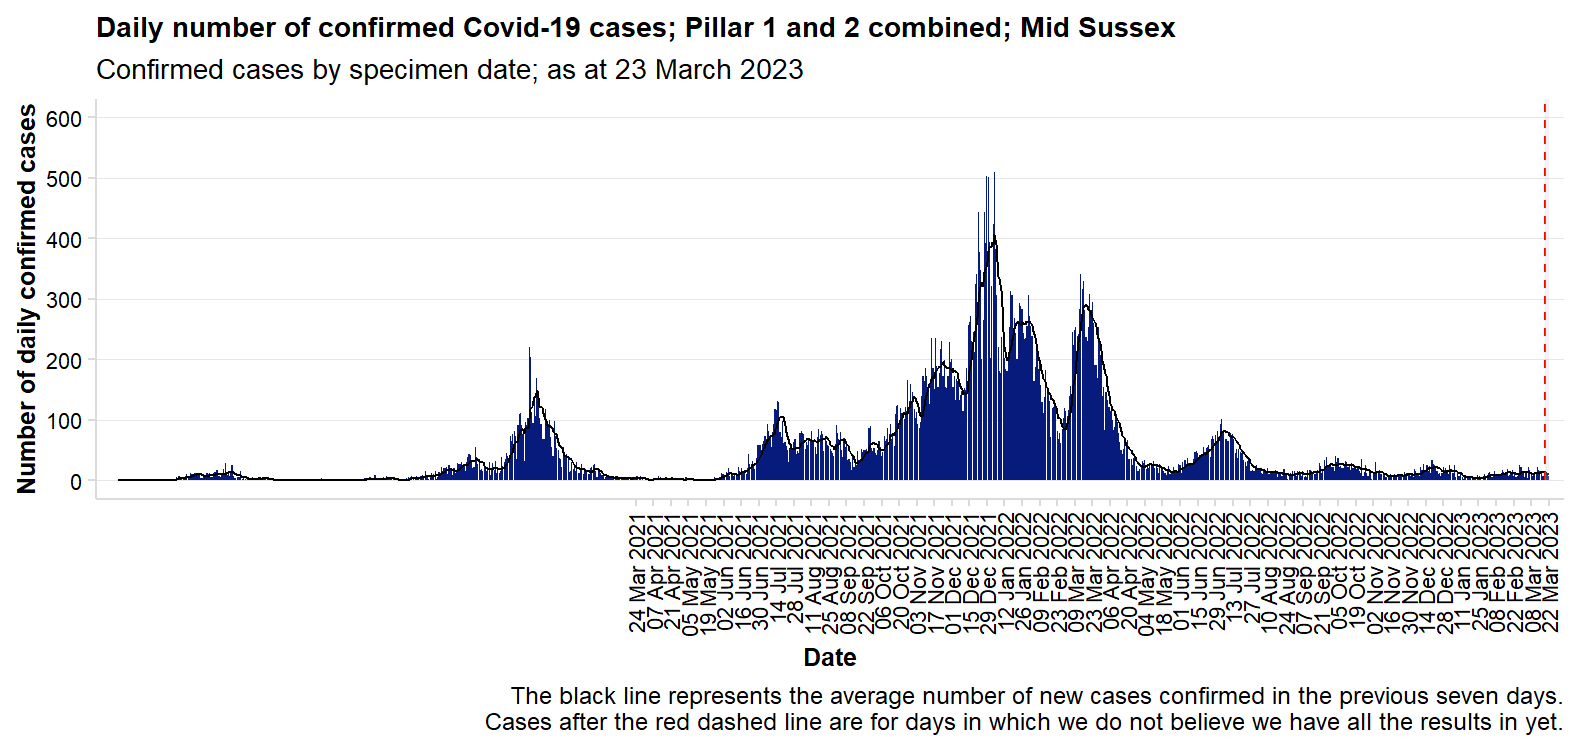 Daily number of confirmed Covid-19 cases; Pillar 1 and 2 combined; Mid Sussex
Confirmed cases by specimen date; as at 23 March 2023
Number of daily confirmed cases
600
500
400
300
200
100
0
24 Mar 2021
07 Apr 2021
21 Apr 2021
05 May 2021
19 May 2021
02 Jun 2021
16 Jun 2021
30 Jun 2021
14 Jul 2021
28 Jul 2021
11 Aug 2021
25 Aug 2021
08 Sep 2021
22 Sep 2021
06 Oct 2021
20 Oct 2021
03 Nov 2021
17 Nov 2021
01 Dec 2021
15 Dec 2021
29 Dec 2021
12 Jan 2022
26 Jan 2022
09 Feb 2022
23 Feb 2022
09 Mar 2022
23 Mar 2022
06 Apr 2022
20 Apr 2022
04 May 2022
18 May 2022
01 Jun 2022
15 Jun 2022
29 Jun 2022
13 Jul 2022
27 Jul 2022
10 Aug 2022
24 Aug 2022
07 Sep 2022
21 Sep 2022
05 Oct 2022
19 Oct 2022
02 Nov 2022
16 Nov 2022
30 Nov 2022
14 Dec 2022
28 Dec 2022
11 Jan 2023
25 Jan 2023
08 Feb 2023
22 Feb 2023
08 Mar 2023
22 Mar 2023
Date
The black line represents the average number of new cases confirmed in the previous seven days.
Cases after the red dashed line are for days in which we do not believe we have all the results in yet.